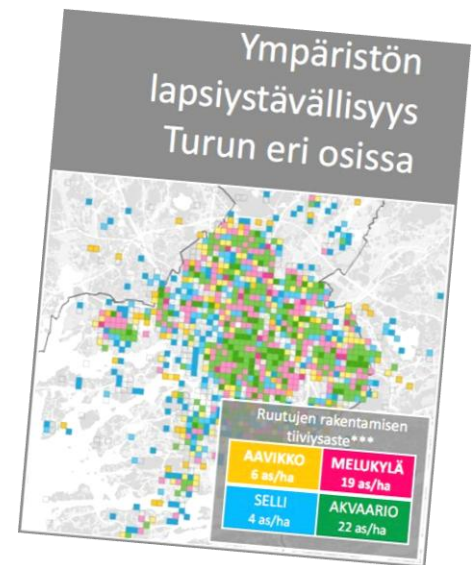 Ympäristön
lapsiystävällisyys
Turun eri osissa
Ruutujen rakentamisen
tiiviysaste***
AAVIKKO
6 as/ha
MELUKYLÄ
19 as/ha
SELLI
4 as/ha
AKVAARIO
22 as/ha